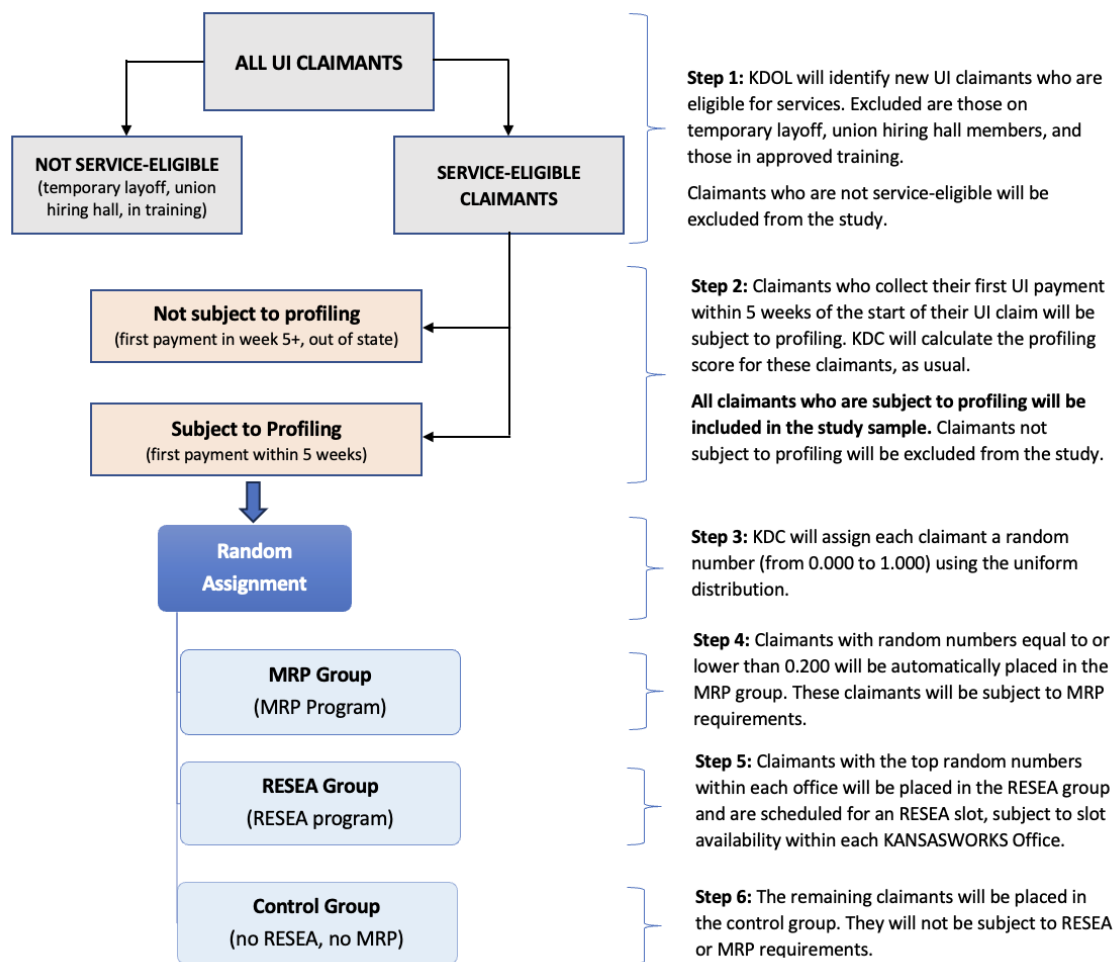 ALL UI CLAIMANTS
NOT SERVICE-ELIGIBLE
(temporary layoff, union
hiring hall, in training)
SERVICE-ELIGIBLE
CLAIMANTS
Step 1: KDOL will identify new UI claimants who are
eligible for services. Excluded are those on
temporary layoff, union hiring hall members, and
those in approved training.
Claimants who are not service-eligible will be
excluded from the study.
Not subject to profiling
(first payment in week 5+, out of state)
Subject to Profiling
(first payment within 5 weeks)
Step 2: Claimants who collect their first UI payment
within 5 weeks of the start of their UI claim will be
subject to profiling. KDC will calculate the profiling
score for these claimants, as usual.
All claimants who are subject to profiling will be
included in the study sample. Claimants not
subject to profiling will be excluded from the study.
Random
Assignment
Step 3: KDC will assign each claimant a random
number (from 0.000 to 1.000) using the uniform
distribution.
MRP Group
(MRP Program)
Step 4: Claimants with random numbers equal to or
lower than 0.200 will be automatically placed in the
MRP group. These claimants will be subject to MRP
requirements.
RESEA Group
(RESEA program)
Step 5: Claimants with the top random numbers
within each office will be placed in the RESEA group
and are scheduled for an RESEA slot, subject to slot
availability within each KANSASWORKS Office.
Control Group
(no RESEA, no MRP)
Step 6: The remaining claimants will be placed in
the control group. They will not be subject to RESEA
or MRP requirements.